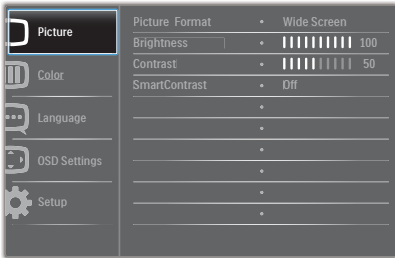 Picture
Color
Language
OSD Settings
Setup
Picture Format • Wide Screen
Brightness • 100
Contrast • 50
SmartContrast • Off